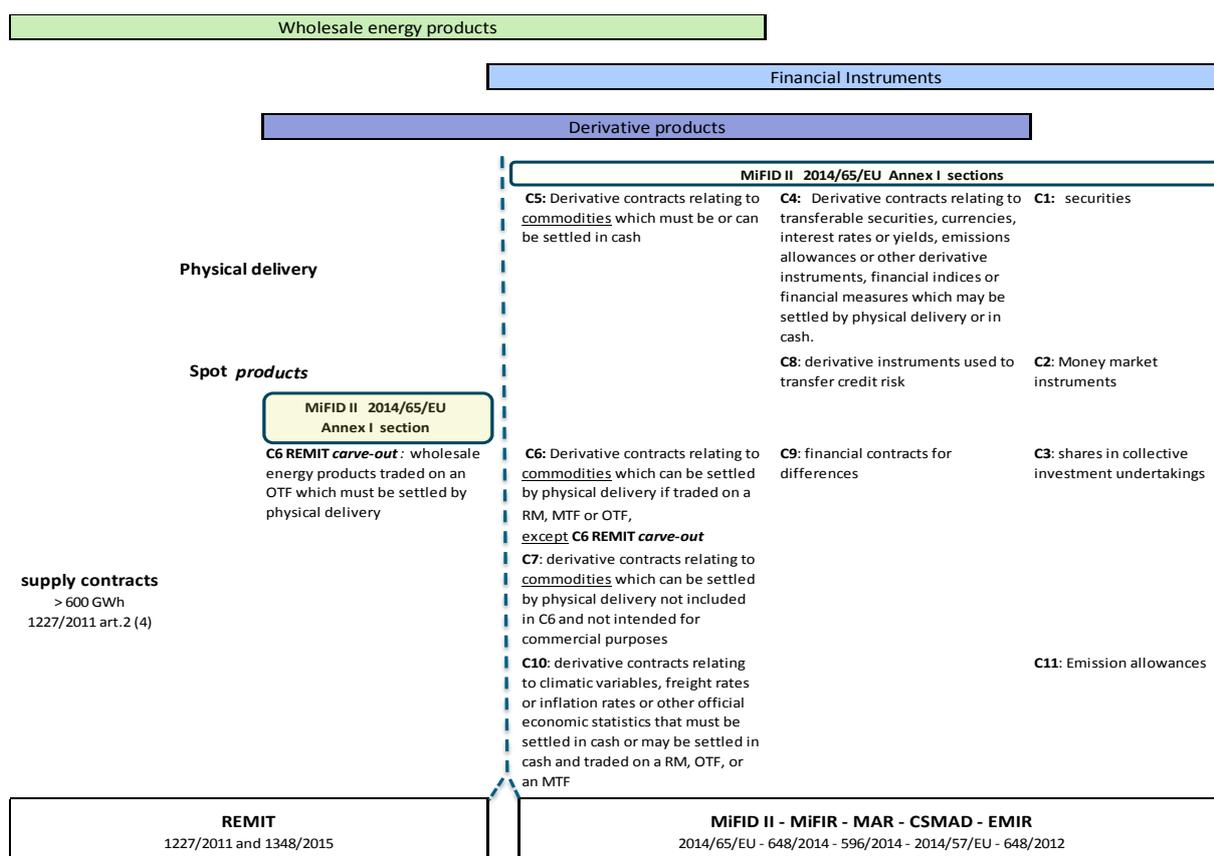 Wholesale energy products
Financial Instruments
Derivative products
MiFID II 2014/65/EU Annex I sections
C5: Derivative contracts relating to
commodities which must be or can
be settled in cash
C4: Derivative contracts relating to
transferable securities, currencies,
interest rates or yields, emissions
allowances or other derivative
instruments, financial indices or
financial measures which may be
settled by physical delivery or in
cash.
C1: securities
Physical delivery
Spot products
C8: derivative instruments used to
transfer credit risk
C2: Money market
instruments
MiFID II 2014/65/EU
Annex I section
C6 REMIT carve-out : wholesale
energy products traded on an
OTF which must be settled by
physical delivery
C6: Derivative contracts relating to
commodities which can be settled
by physical delivery if traded on a
RM, MTF or OTF,
except C6 REMIT carve-out
C9: financial contracts for
differences
C3: shares in collective
investment undertakings
supply contracts
> 600 GWh
1227/2011 art.2 (4)
C7: derivative contracts relating to
commodities which can be settled
by physical delivery not included
in C6 and not intended for
commercial purposes
C10: derivative contracts relating
to climatic variables, freight rates
or inflation rates or other official
economic statistics that must be
settled in cash or may be settled in
cash and traded on a RM, OTF, or
an MTF
C11: Emission allowances
REMIT
1227/2011 and 1348/2015
MiFID II - MiFIR - MAR - CSMAD - EMIR
2014/65/EU - 648/2014 - 596/2014 - 2014/57/EU - 648/2012